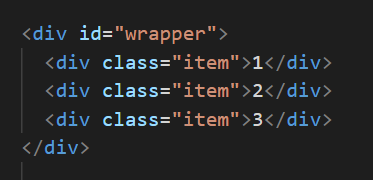 <div id="wrapper">
  <div class="item">1</div>
  <div class="item">2</div>
  <div class="item">3</div>
</div>